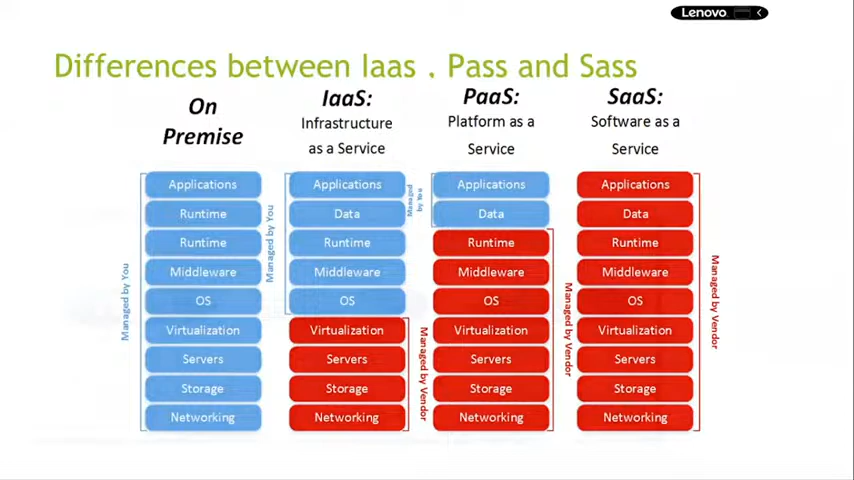 Lenovo
Differences between Iaas , Pass and Sass
On
Premise
Applications
Runtime
Runtime
Middleware
OS
Virtualization
Servers
Storage
Networking
Managed by You
IaaS:
Infrastructure
as a Service
Applications
Data
Runtime
Middleware
OS
Virtualization
Servers
Storage
Networking
Managed by You
Managed by Vendor
PaaS:
Platform as a
Service
Applications
Data
Runtime
Middleware
OS
Virtualization
Servers
Storage
Networking
Managed
by You
Managed by Vendor
SaaS:
Software as a
Service
Applications
Data
Runtime
Middleware
OS
Virtualization
Servers
Storage
Networking
Managed by Vendor